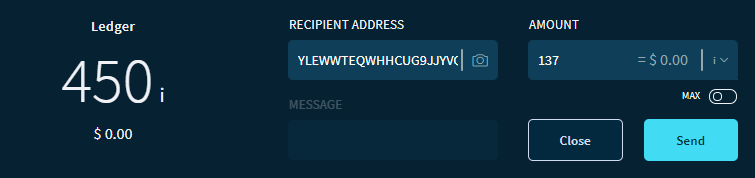 Ledger
450 i
$ 0.00
RECIPIENT ADDRESS
YLEWWTEQWHHCUG9JJYV
MESSAGE
AMOUNT
137 = $ 0.00 i
MAX
Close
Send